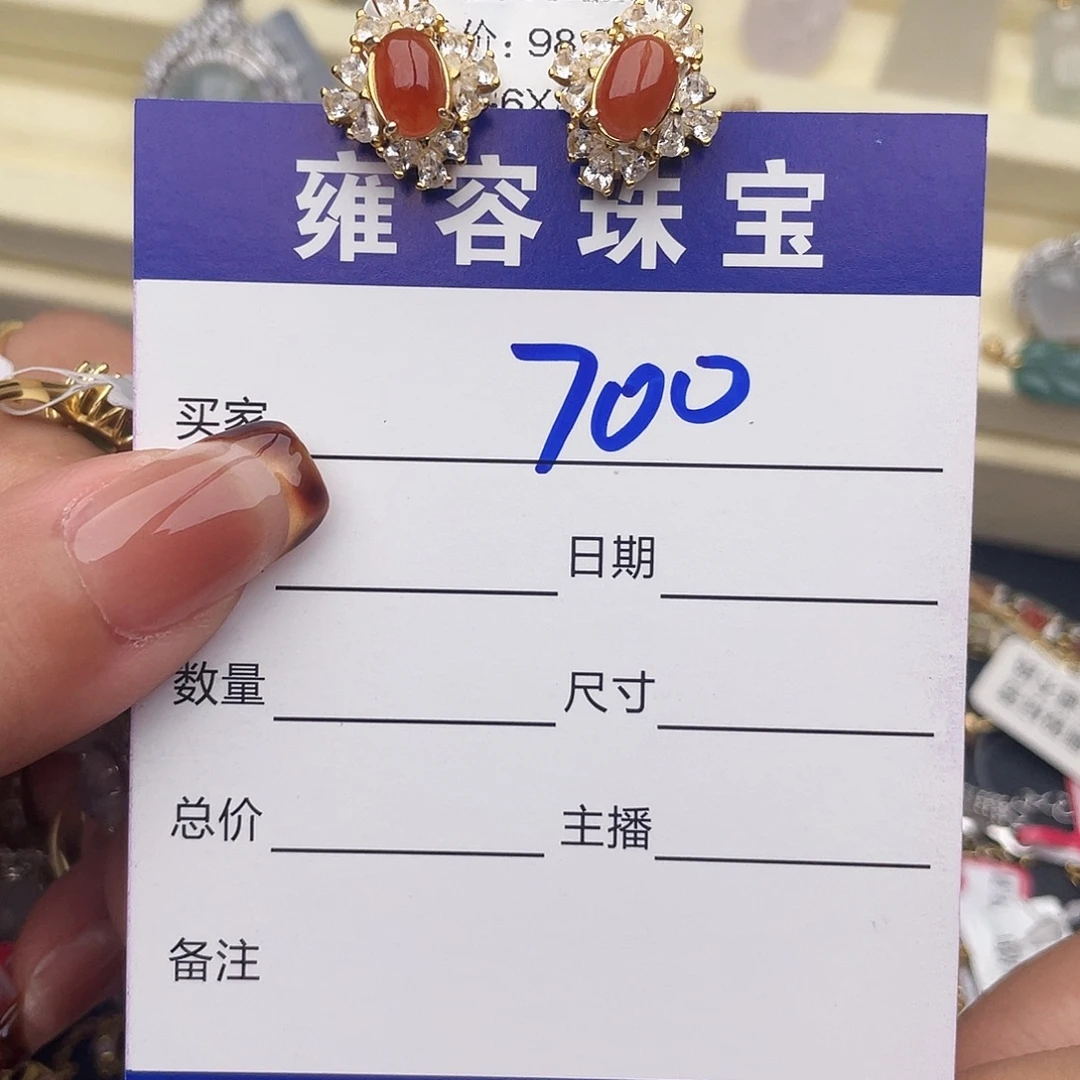 价: 98
6X
雍容珠宝
买家 700
日期
数量 尺寸
总价 主播
备注